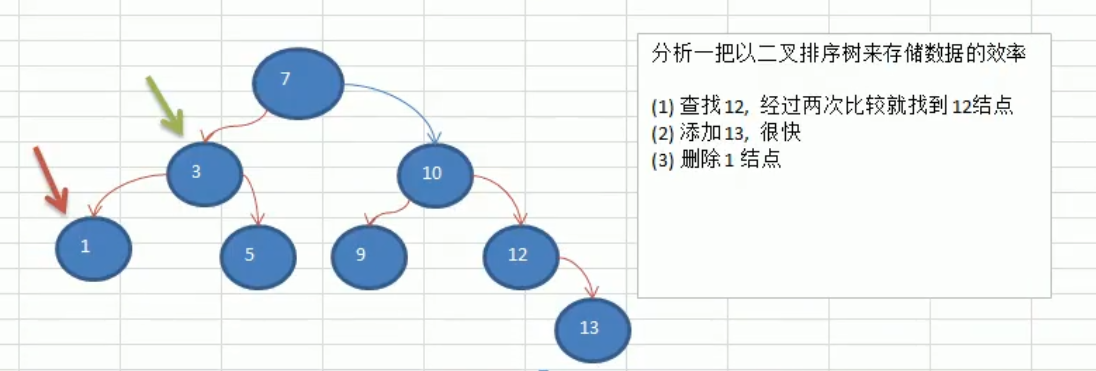 7
3
10
1
5
9
12
13
分析一把以二叉排序树来存储数据的效率
(1) 查找12, 经过两次比较就找到12结点
(2) 添加13, 很快
(3) 删除1 结点